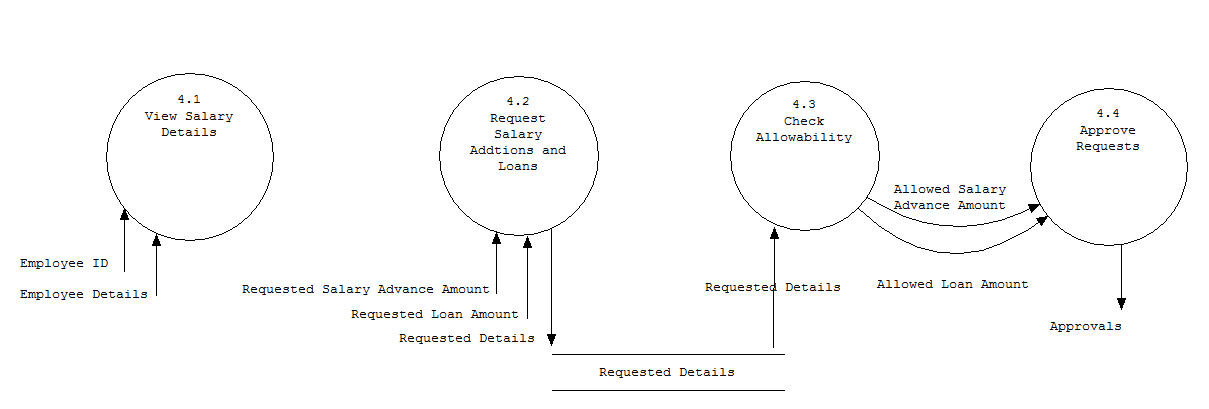 4.1
View Salary
Details
4.2
Request
Salary
Addtions and
Loans
4.3
Check
Allowability
4.4
Approve
Requests
Allowed Salary
Advance Amount
Employee ID
Employee Details
Requested Salary Advance Amount
Requested Loan Amount
Requested Details
Requested Details
Allowed Loan Amount
Approvals
Requested Details